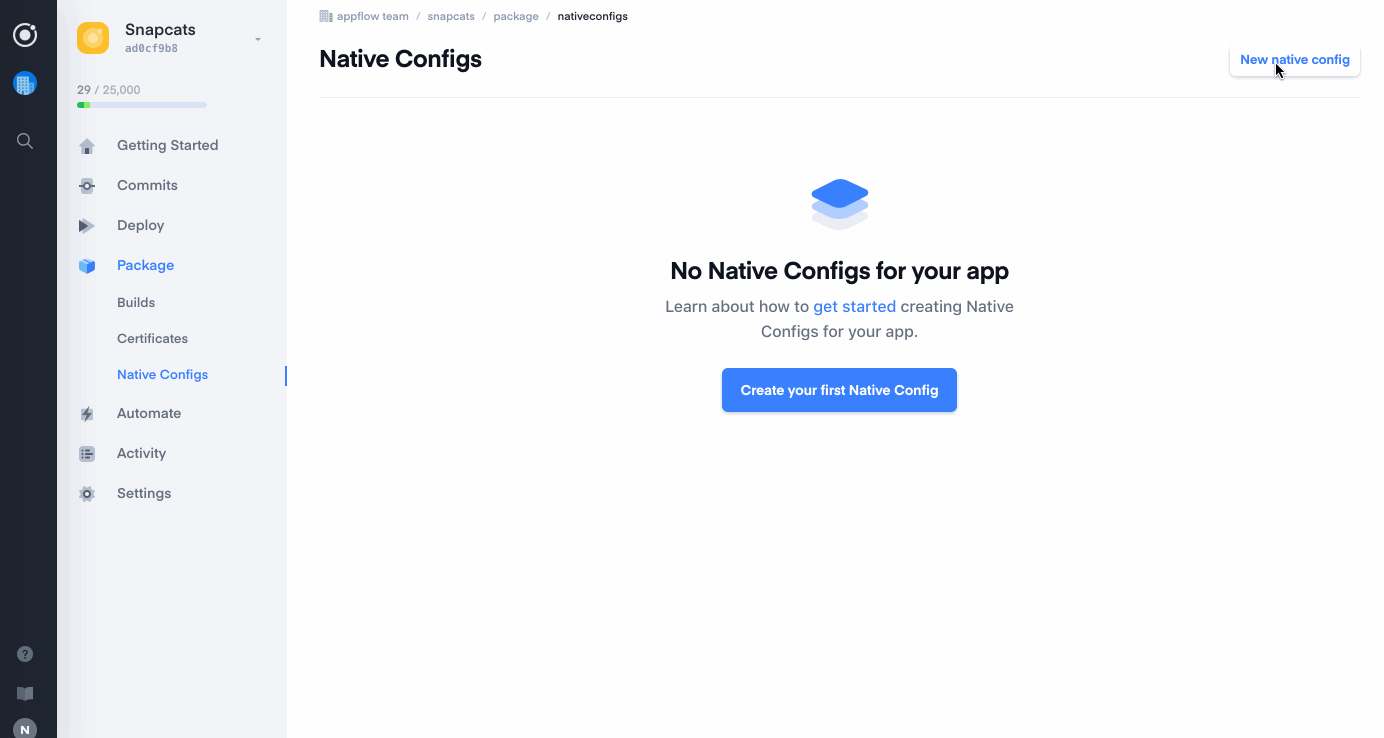 Snapcats
ad0cf9b8
29 / 25,000
Getting Started
Commits
Deploy
Package
Builds
Certificates
Native Configs
Automate
Activity
Settings
?
N
appflow team / snapcats / package / nativeconfigs
Native Configs
New native config
No Native Configs for your app
Learn about how to get started creating Native
Configs for your app.
Create your first Native Config